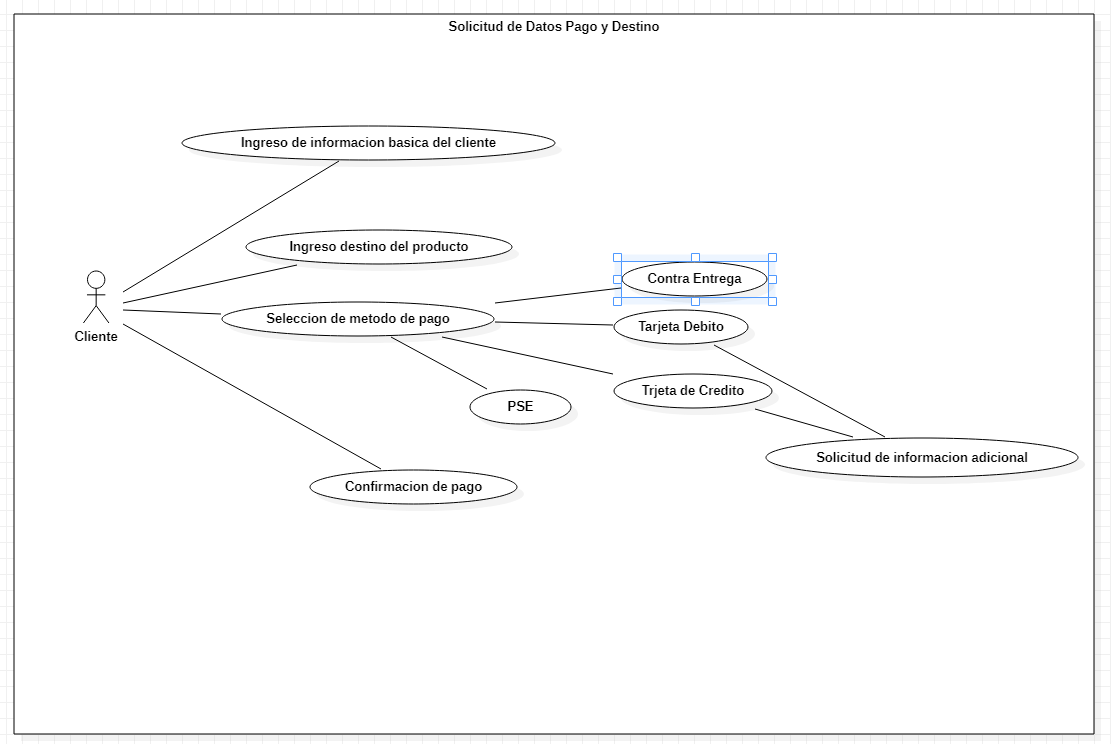 Solicitud de Datos Pago y Destino
Ingreso de informacion basica del cliente
Ingreso destino del producto
Contra Entrega
Seleccion de metodo de pago
Tarjeta Debito
Cliente
Trjeta de Credito
PSE
Solicitud de informacion adicional
Confirmacion de pago